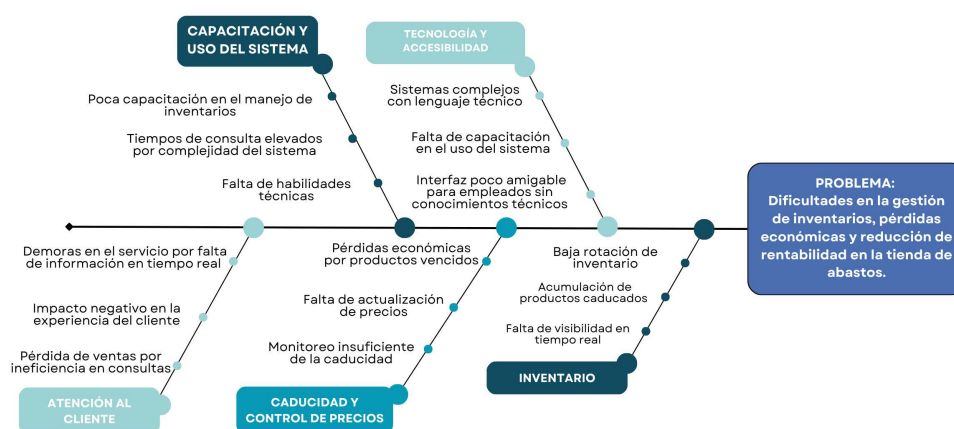 CAPACITACIÓN Y
USO DEL SISTEMA
Poca capacitación en el manejo de
inventarios
Tiempos de consulta elevados
por complejidad del sistema
Falta de habilidades
técnicas
TECNOLOGÍA Y
ACCESIBILIDAD
Sistemas complejos
con lenguaje técnico
Falta de capacitación
en el uso del sistema
Interfaz poco amigable
para empleados sin
conocimientos técnicos
PROBLEMA:
Dificultades en la gestión
de inventarios, pérdidas
económicas y reducción de
rentabilidad en la tienda de
abastos.
Demoras en el servicio por falta
de información en tiempo real
Impacto negativo en la
experiencia del cliente
Pérdida de ventas por
ineficiencia en consultas
ATENCIÓN AL
CLIENTE
Pérdidas económicas
por productos vencidos
Falta de actualización
de precios
Monitoreo insuficiente
de la caducidad
CADUCIDAD Y
CONTROL DE PRECIOS
Baja rotación de
inventario
Acumulación de
productos caducados
Falta de visibilidad en
tiempo real
INVENTARIO